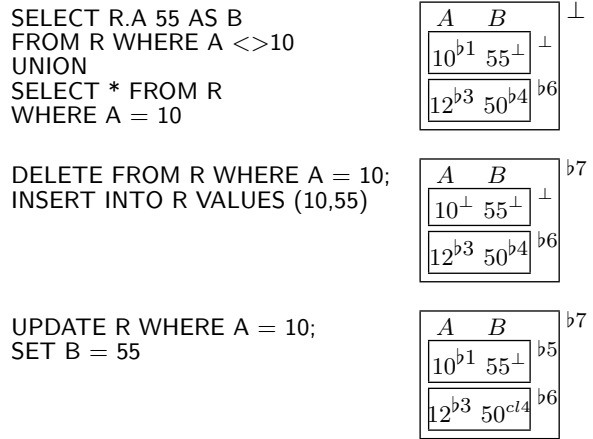 SELECT R.A 55 AS B
FROM R WHERE A <>10
UNION
SELECT * FROM R
WHERE A = 10
A B ⊥
10^♭1 55^⊥ ⊥
12^♭3 50^♭4 ♭6
DELETE FROM R WHERE A = 10;
INSERT INTO R VALUES (10,55)
A B ♭7
10^⊥ 55^⊥ ⊥
12^♭3 50^♭4 ♭6
UPDATE R WHERE A = 10;
SET B = 55
A B ♭7
10^♭1 55^⊥ ♭5
12^♭3 50^cl4 ♭6